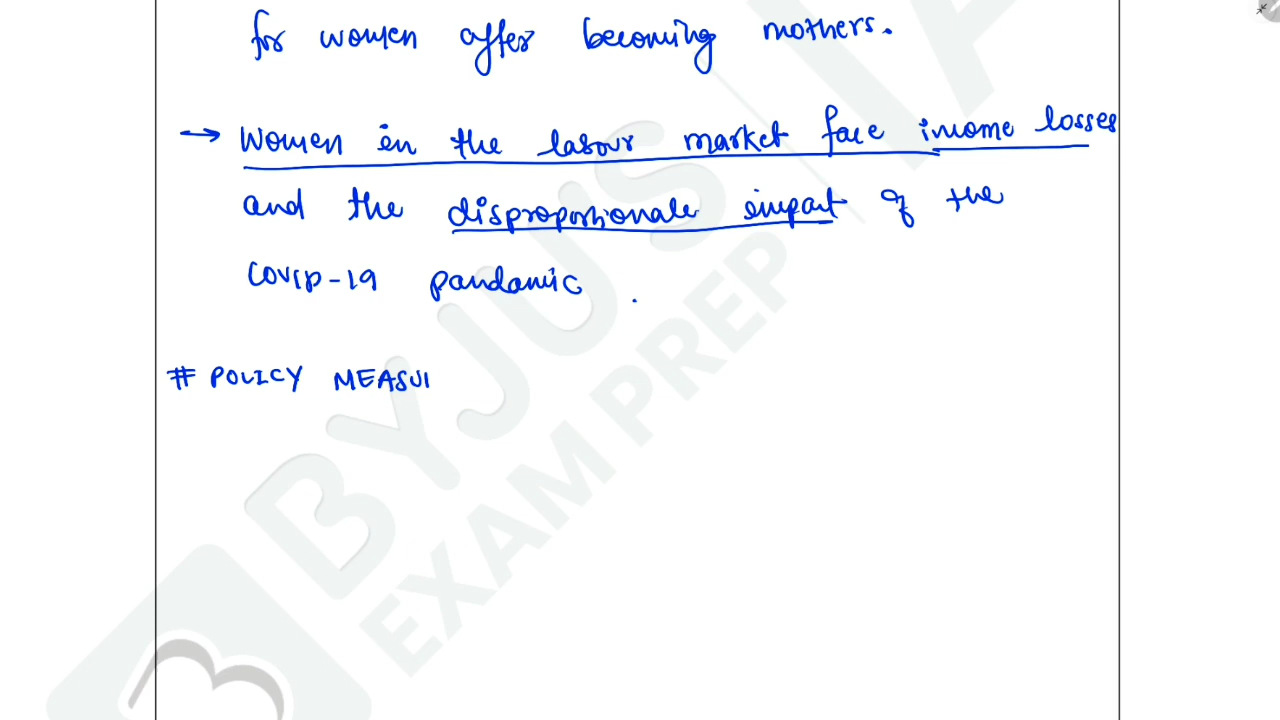 for women after becoming mothers.
→ Women in the labour market face income losses
and the disproportionate impact of the
COVID-19 pandamic.
# POLICY MEASU
BYJU'S
EXAM PREP